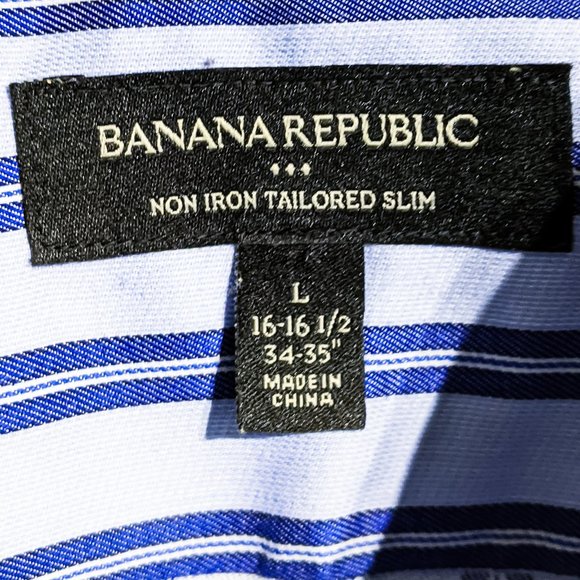 BANANA REPUBLIC
NON IRON TAILORED SLIM
L
16-16 1/2
34-35"
MADE IN
CHINA